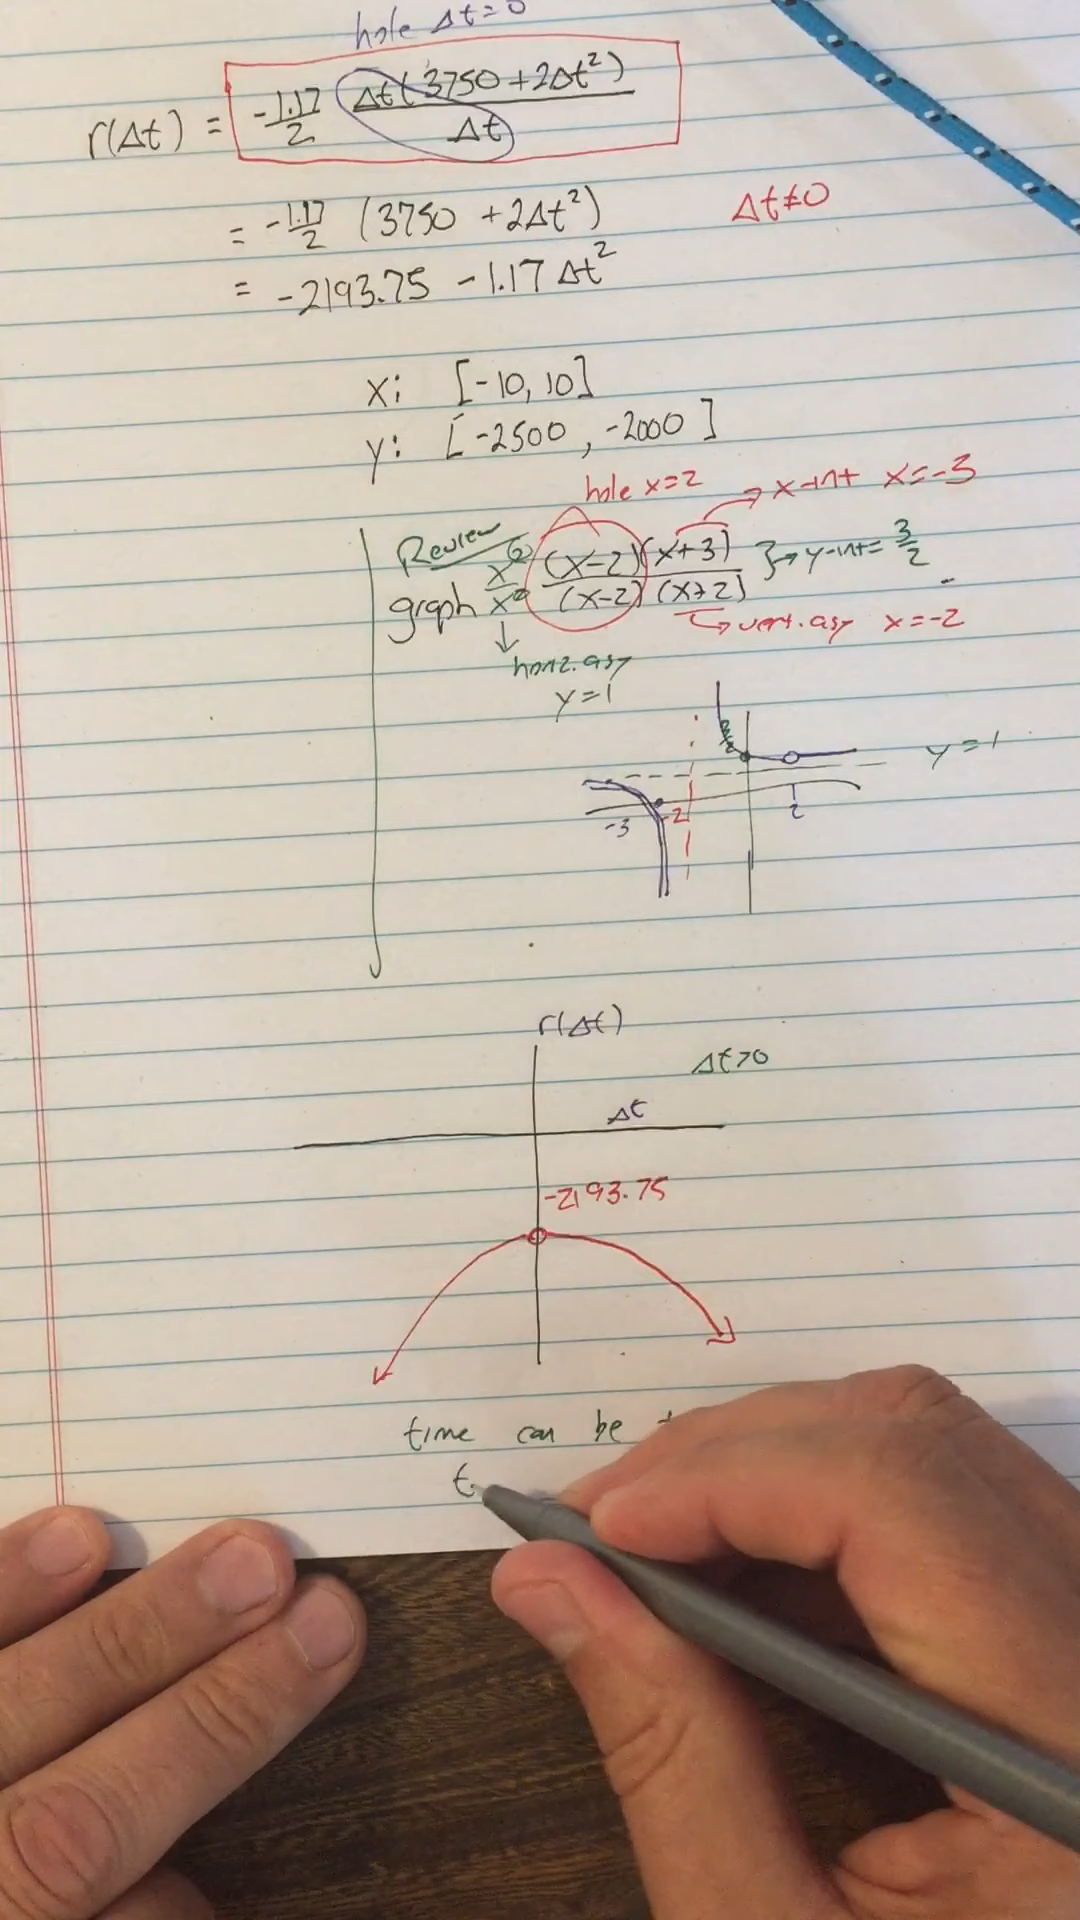 hole Δt=0
r(Δt) = -1.17/2 Δt(3750+2Δt²)/Δt
= -1.17/2 (3750 +2Δt²) Δt≠0
= -2193.75 -1.17Δt²
x: [-10, 10]
y: [-2500, -2000]
hole x=2 → x-int x=-3
Review
graph x²/x² (x-2)(x+3)/(x-2)(x+2) }→ y-int= 3/2
↳ vert. asy x=-2
↓ horiz. asy
y=1
y=1
-3 -2 2
r(Δt)
Δt>0
Δt
-2193.75
time can be
t